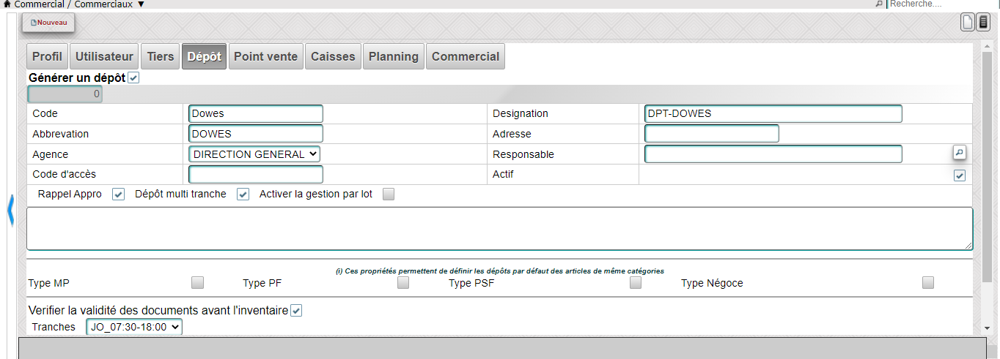 Commercial / Commerciaux ▼ Recherche....
Nouveau
Profil Utilisateur Tiers Dépôt Point vente Caisses Planning Commercial
Générer un dépôt
0
Code Dowes Designation DPT-DOWES
Abbrevation DOWES Adresse
Agence DIRECTION GENERAL Responsable
Code d'accès Actif
Rappel Appro Dépôt multi tranche Activer la gestion par lot
(i) Ces propriétés permettent de définir les dépôts par défaut des articles de même catégories
Type MP Type PF Type PSF Type Négoce
Verifier la validité des documents avant l'inventaire
Tranches JO_07:30-18:00